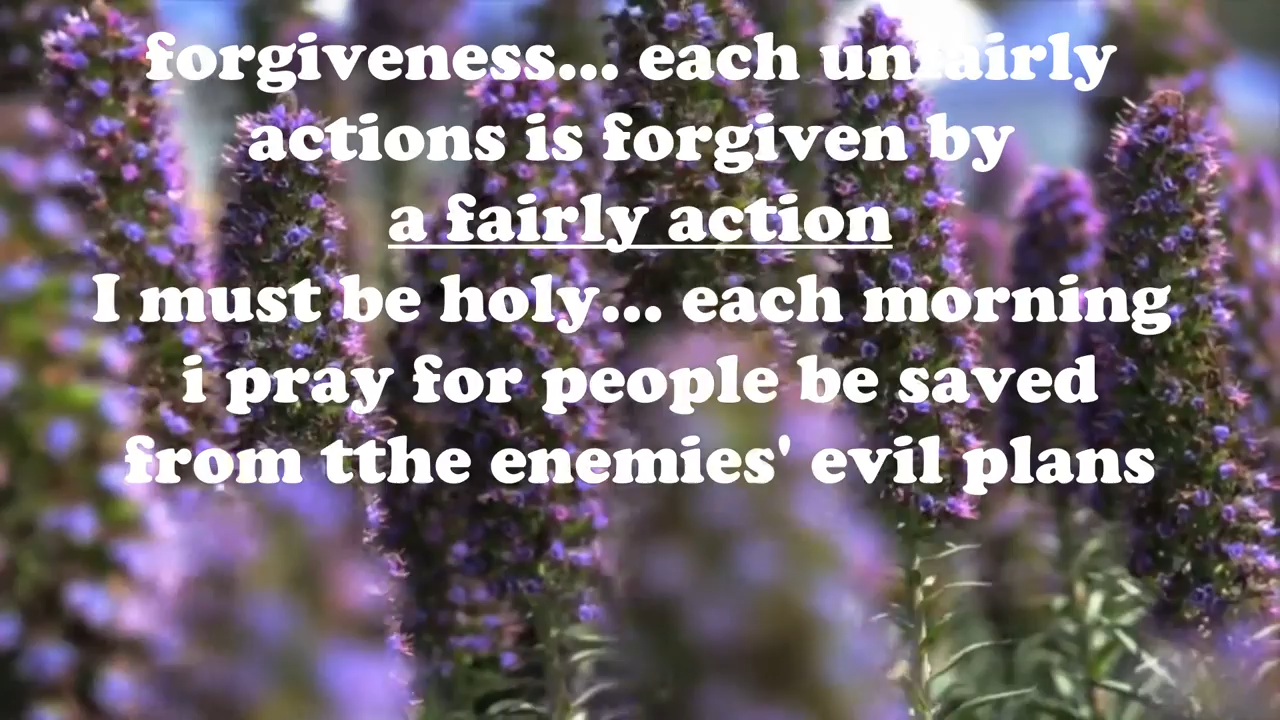 forgiveness... each unfairly
actions is forgiven by
a fairly action
I must be holy... each morning
i pray for people be saved
from tthe enemies' evil plans